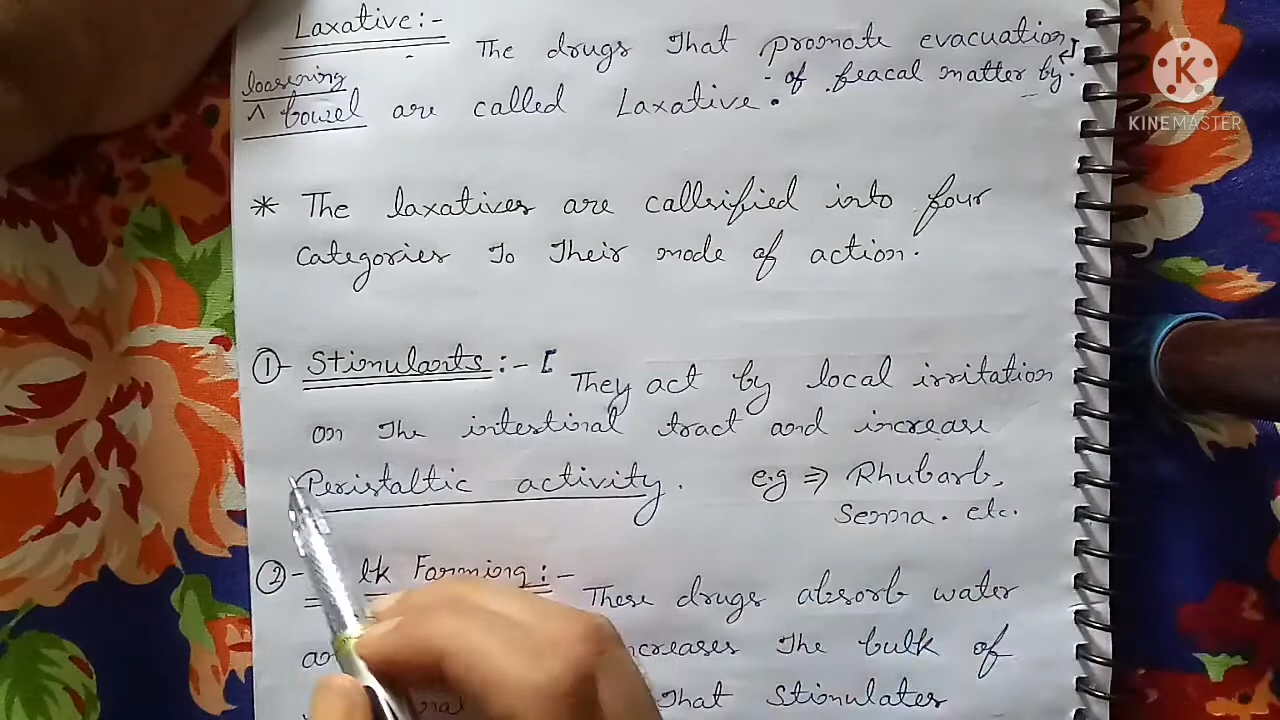 Laxative:- The drugs that promote evacuation
of feacal matter by
loosening
^ bowel are called Laxative.
* The laxatives are callsified into four
categories to their mode of action.
①- Stimulants:- [ They act by local irritation
on the intestinal tract and increase
Peristaltic activity. e.g ⇒ Rhubarb,
Senna. etc.
②- lk Forming:- These drugs absorb water
creases the bulk of
that stimulates
K
KINEMASTER